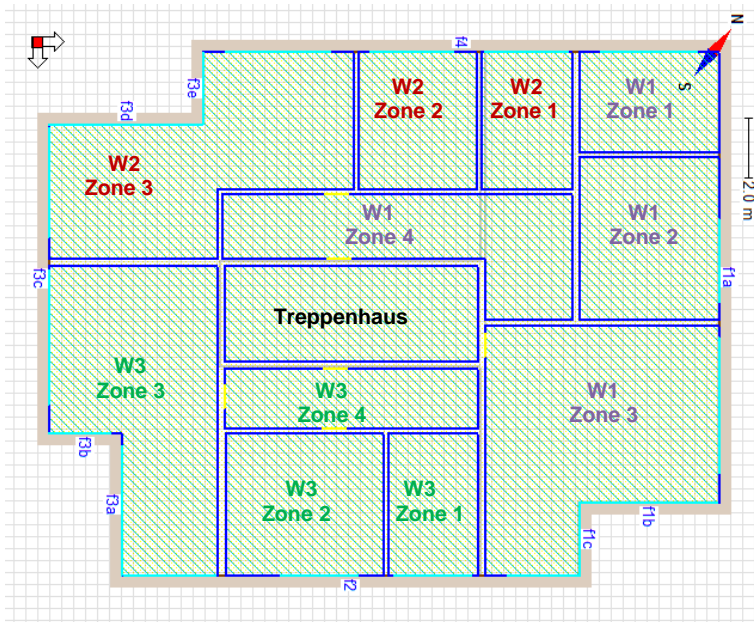 N
S
f4
f3e
f3d
W2
Zone 2
W2
Zone 1
W1
Zone 1
2.0 m
W2
Zone 3
W1
Zone 4
W1
Zone 2
f3c
f1a
Treppenhaus
W3
Zone 3
W3
Zone 4
W1
Zone 3
f3b
f3a
W3
Zone 2
W3
Zone 1
f1b
f1c
f2